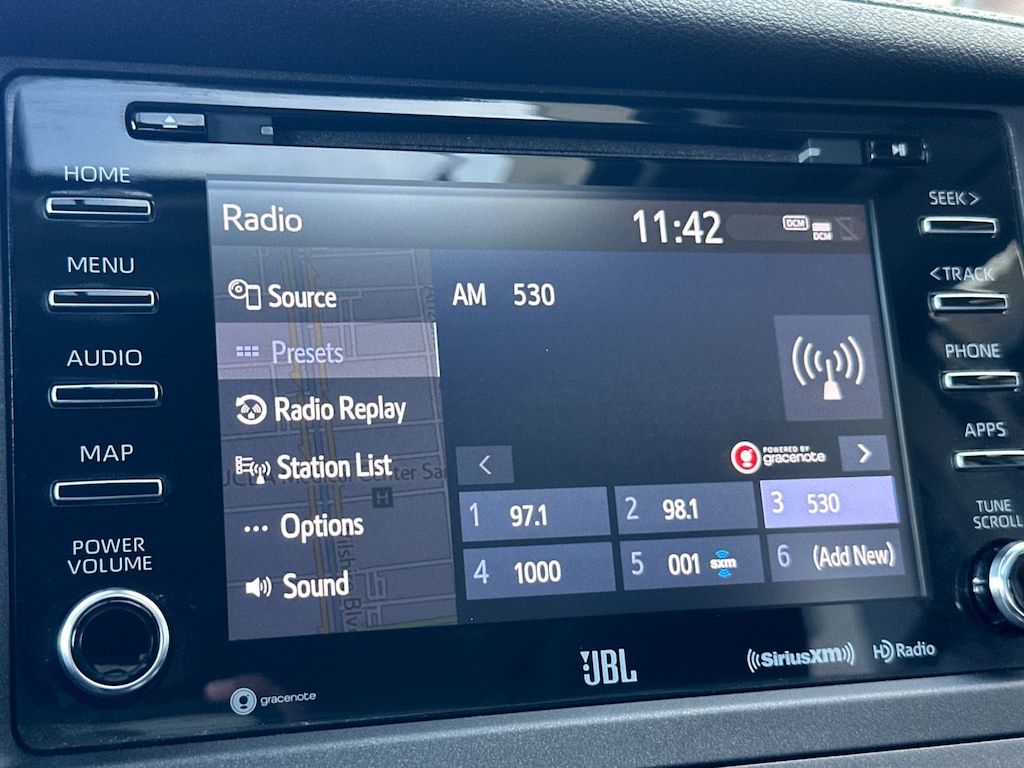 HOME
MENU
AUDIO
MAP
POWER
VOLUME
Radio
11:42
DCM
DCM
Source
Presets
Radio Replay
Station List
Options
Sound
AM 530
POWERED BY
gracenote
1 97.1
2 98.1
3 530
4 1000
5 001 sxm
6 (Add New)
H
SEEK >
< TRACK
PHONE
APPS
TUNE
SCROLL
gracenote
JBL
SiriusXM
HD Radio